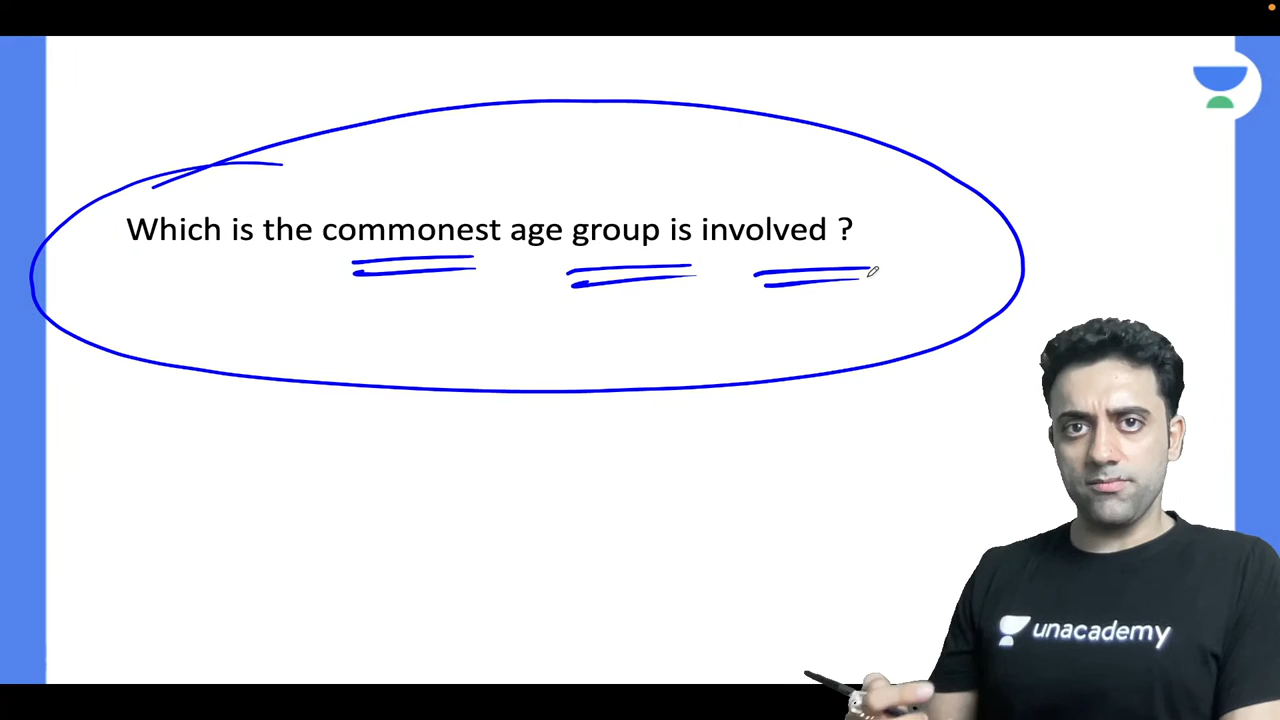 Which is the commonest age group is involved ?
unacademy